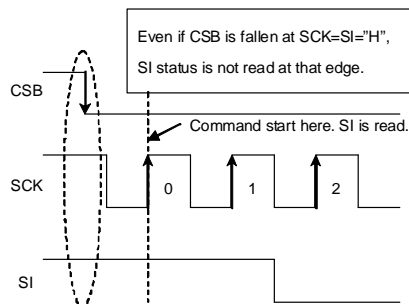 Even if CSB is fallen at SCK=SI="H",
SI status is not read at that edge.
CSB
Command start here. SI is read.
SCK
0
1
2
SI